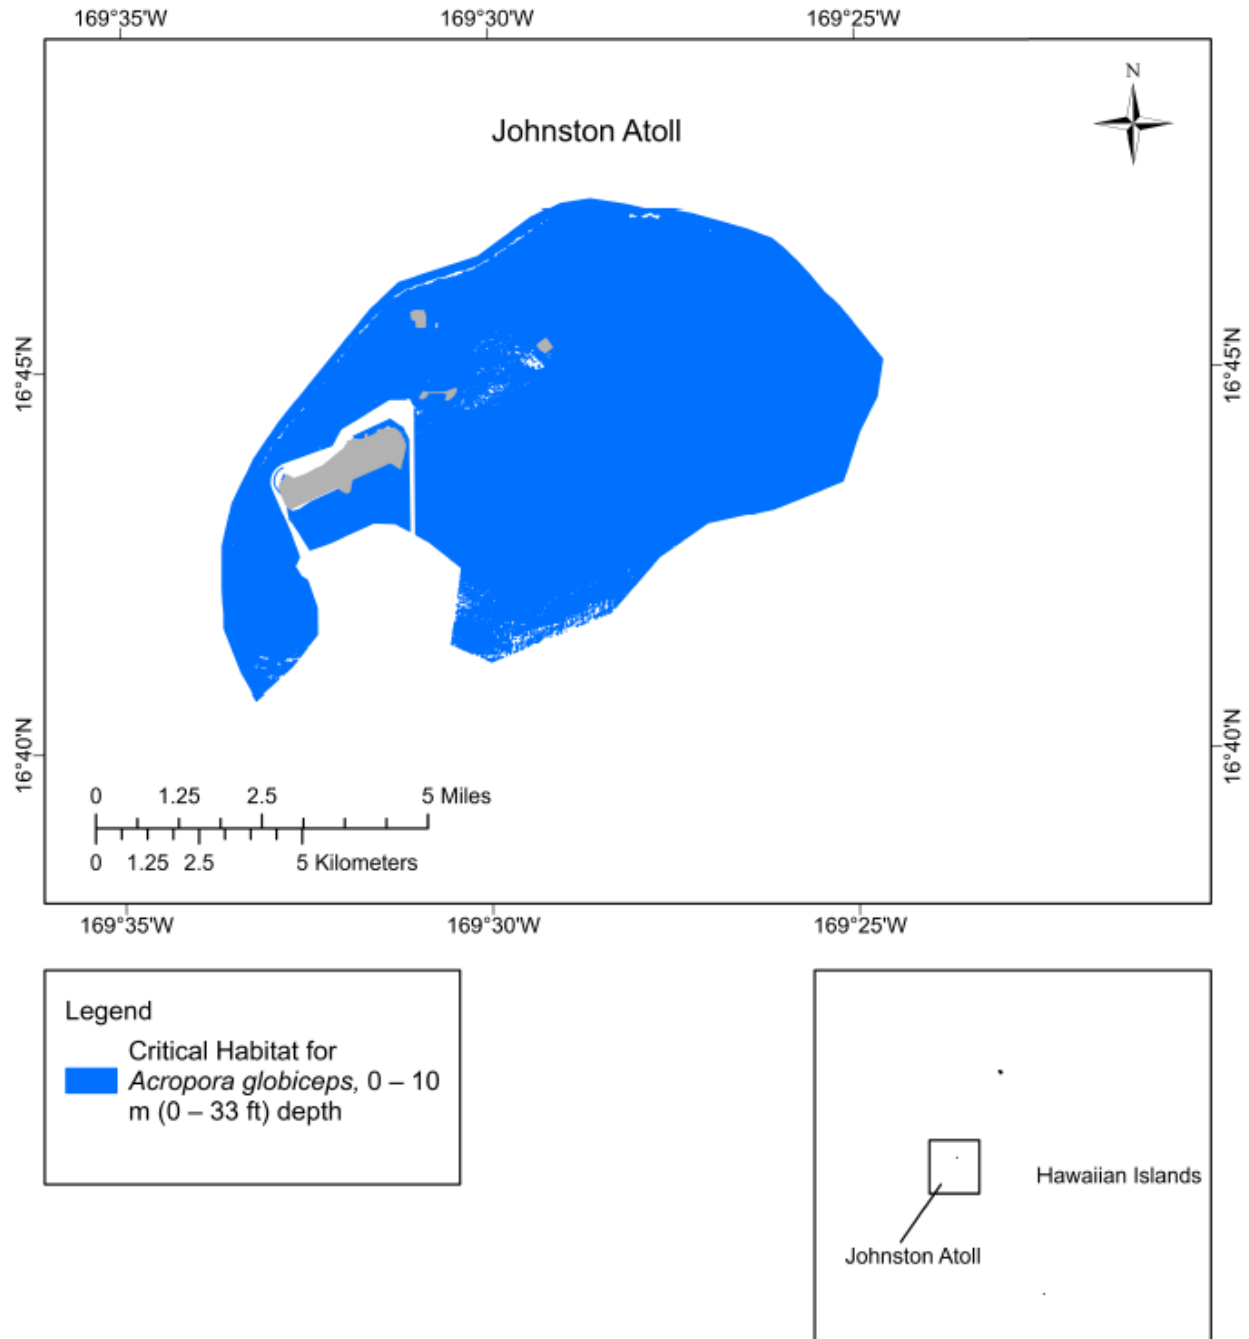 169°35'W 169°30'W 169°25'W
N
Johnston Atoll
16°45'N 16°45'N
16°40'N 16°40'N
0 1.25 2.5 5 Miles
0 1.25 2.5 5 Kilometers
169°35'W 169°30'W 169°25'W
Legend
Critical Habitat for
Acropora globiceps, 0 – 10
m (0 – 33 ft) depth
Hawaiian Islands
Johnston Atoll